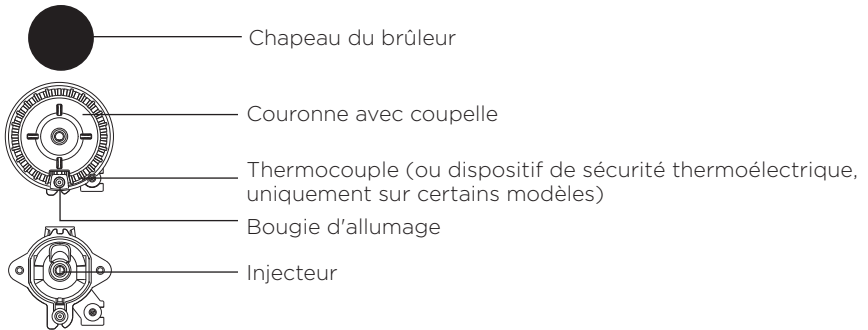 Chapeau du brûleur
Couronne avec coupelle
Thermocouple (ou dispositif de sécurité thermoélectrique,
uniquement sur certains modèles)
Bougie d'allumage
Injecteur